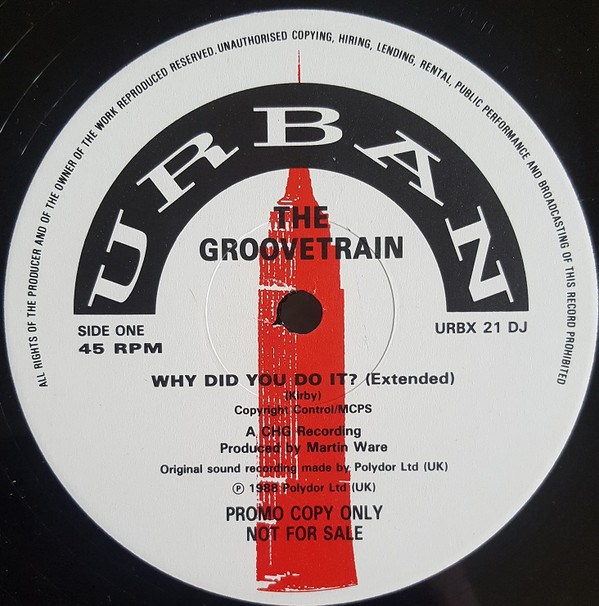 ALL RIGHTS OF THE PRODUCER AND OF THE OWNER OF THE WORK REPRODUCED RESERVED. UNAUTHORISED COPYING, HIRING, LENDING, RENTAL, PUBLIC PERFORMANCE AND BROADCASTING OF THIS RECORD PROHIBITED
URBAN
THE
GROOVETRAIN
SIDE ONE
45 RPM
URBX 21 DJ
WHY DID YOU DO IT? (Extended)
(Kirby)
Copyright Control/MCPS
A CHG Recording
Produced by Martin Ware
Original sound recording made by Polydor Ltd (UK)
℗ 1988 Polydor Ltd (UK)
PROMO COPY ONLY
NOT FOR SALE